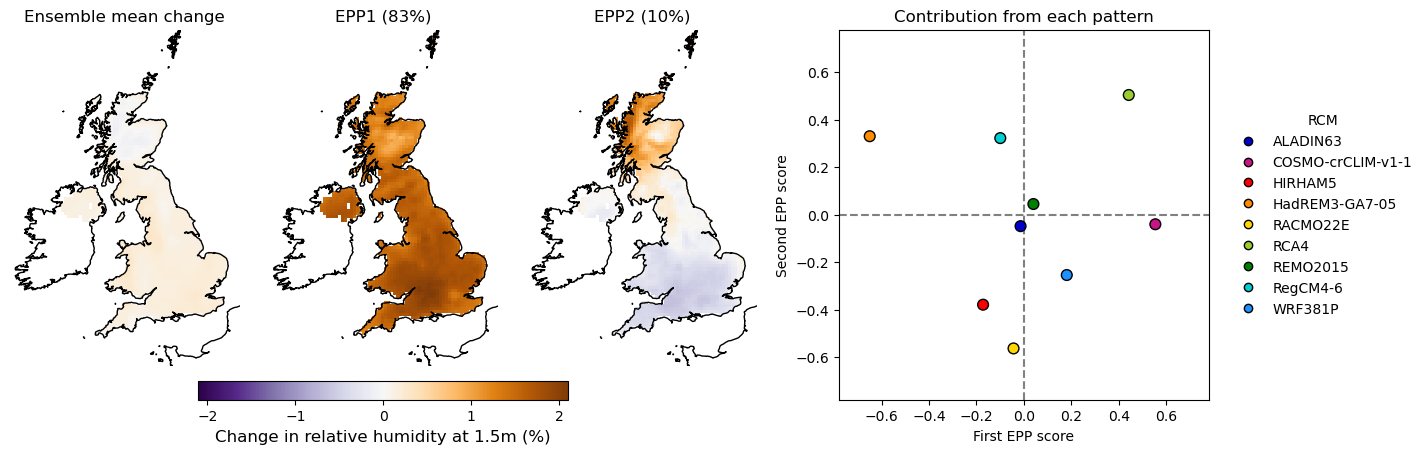 Ensemble mean change
EPP1 (83%)
EPP2 (10%)
Contribution from each pattern
0.6
0.4
0.2
0.0
−0.2
−0.4
−0.6
Second EPP score
−0.6
−0.4
−0.2
0.0
0.2
0.4
0.6
First EPP score
RCM
ALADIN63
COSMO-crCLIM-v1-1
HIRHAM5
HadREM3-GA7-05
RACMO22E
RCA4
REMO2015
RegCM4-6
WRF381P
−2
−1
0
1
2
Change in relative humidity at 1.5m (%)